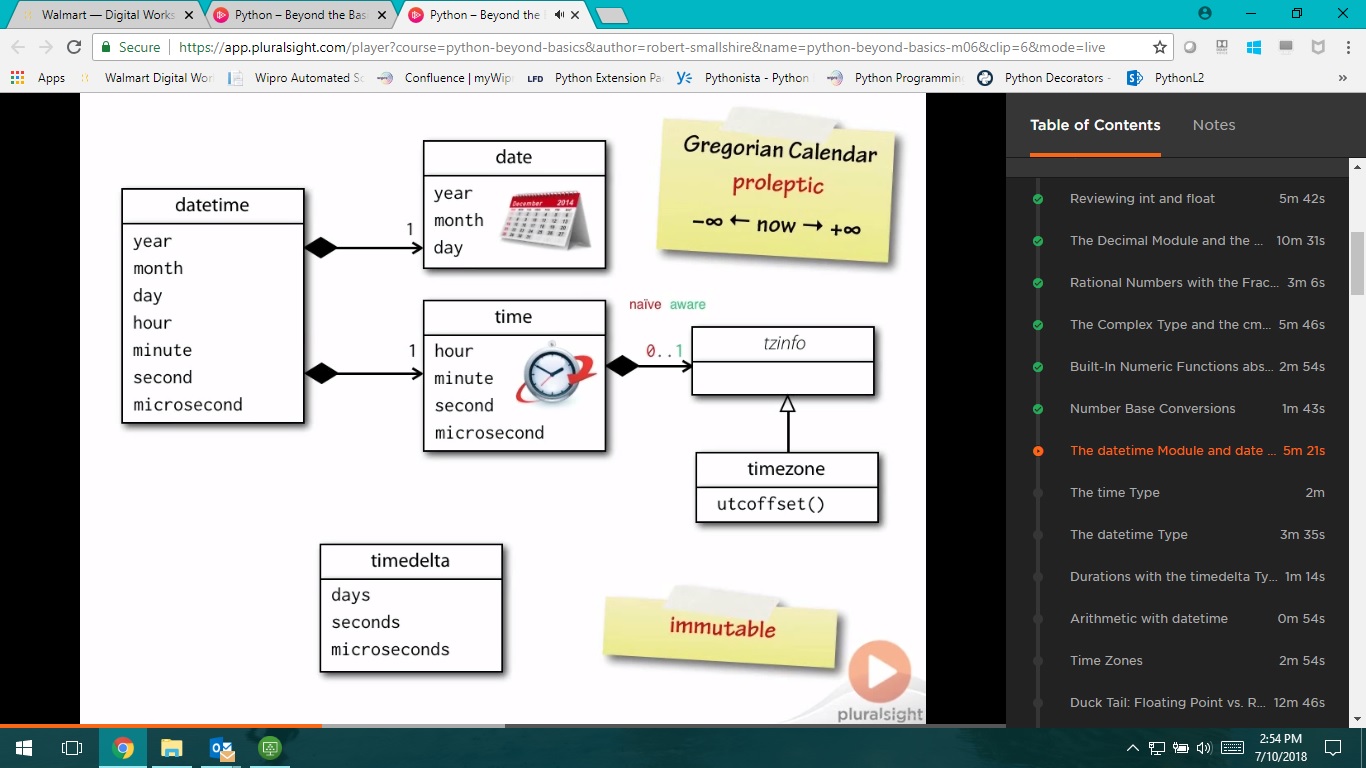 Walmart — Digital Works
Python – Beyond the Bas
Python – Beyond the
Secure
https://app.pluralsight.com/player?course=python-beyond-basics&author=robert-smallshire&name=python-beyond-basics-m06&clip=6&mode=live
Apps
Walmart Digital Wor
Wipro Automated Sc
Confluence | myWip
LFD
Python Extension Pa
Pythonista - Python
Python Programmin
Python Decorators -
PythonL2
»
datetime
year
month
day
hour
minute
second
microsecond
1
1
date
year
month
day
December 2014
time
hour
minute
second
microsecond
Gregorian Calendar
proleptic
−∞ ← now → +∞
naïve aware
0..1
tzinfo
timezone
utcoffset()
timedelta
days
seconds
microseconds
immutable
pluralsight
Table of Contents
Notes
Reviewing int and float 5m 42s
The Decimal Module and the ... 10m 31s
Rational Numbers with the Frac... 3m 6s
The Complex Type and the cm... 5m 46s
Built-In Numeric Functions abs... 2m 54s
Number Base Conversions 1m 43s
The datetime Module and date ... 5m 21s
The time Type 2m
The datetime Type 3m 35s
Durations with the timedelta Ty... 1m 14s
Arithmetic with datetime 0m 54s
Time Zones 2m 54s
Duck Tail: Floating Point vs. R... 12m 46s
2:54 PM
7/10/2018